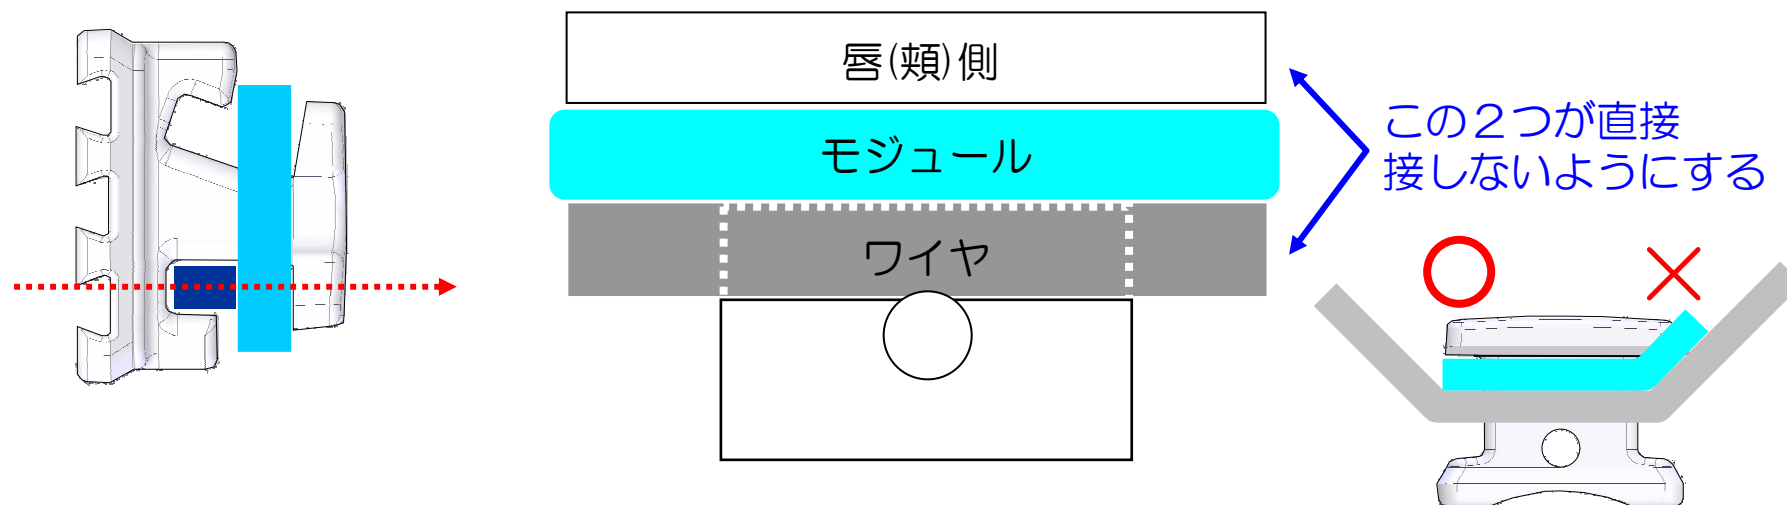 唇(頬)側
モジュール
ワイヤ
この２つが直接
接しないようにする